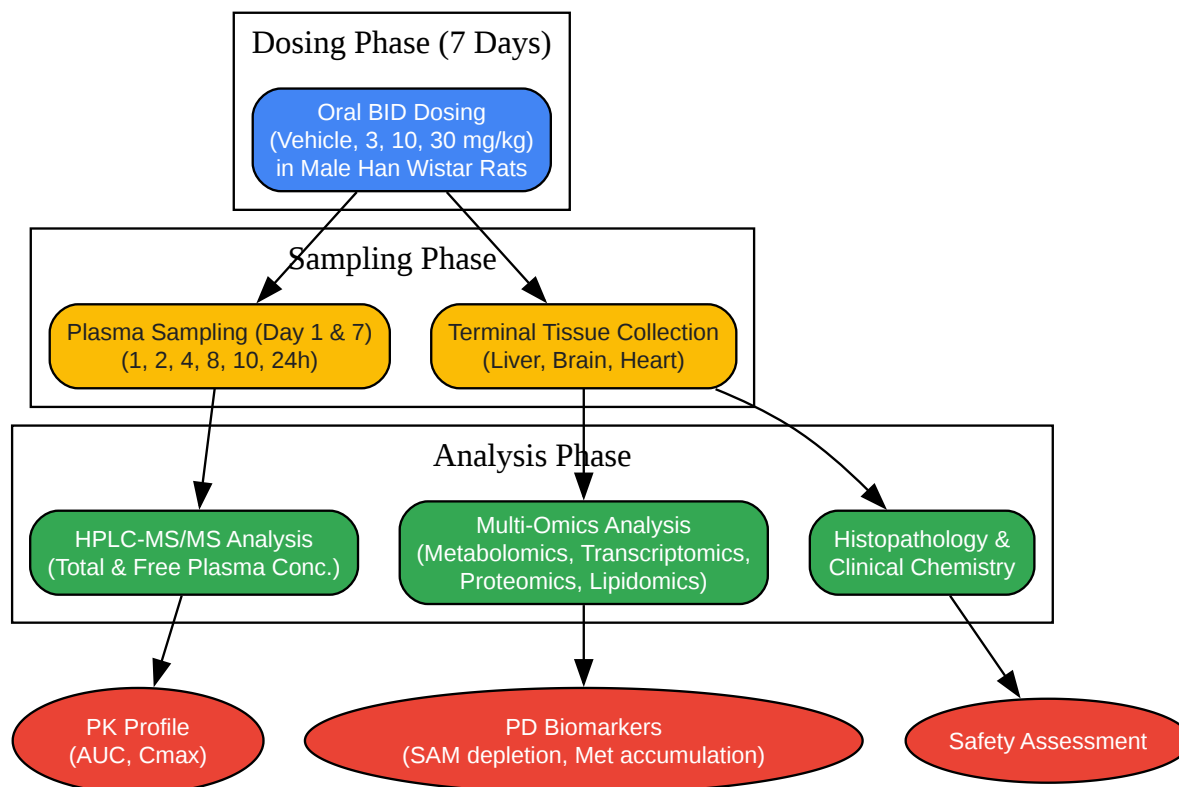 Dosing Phase (7 Days)
Oral BID Dosing
(Vehicle, 3, 10, 30 mg/kg)
in Male Han Wistar Rats
Sampling Phase
Plasma Sampling (Day 1 & 7)
(1, 2, 4, 8, 10, 24h)
Terminal Tissue Collection
(Liver, Brain, Heart)
Analysis Phase
HPLC-MS/MS Analysis
(Total & Free Plasma Conc.)
Multi-Omics Analysis
(Metabolomics, Transcriptomics,
Proteomics, Lipidomics)
Histopathology &
Clinical Chemistry
PK Profile
(AUC, Cmax)
PD Biomarkers
(SAM depletion, Met accumulation)
Safety Assessment